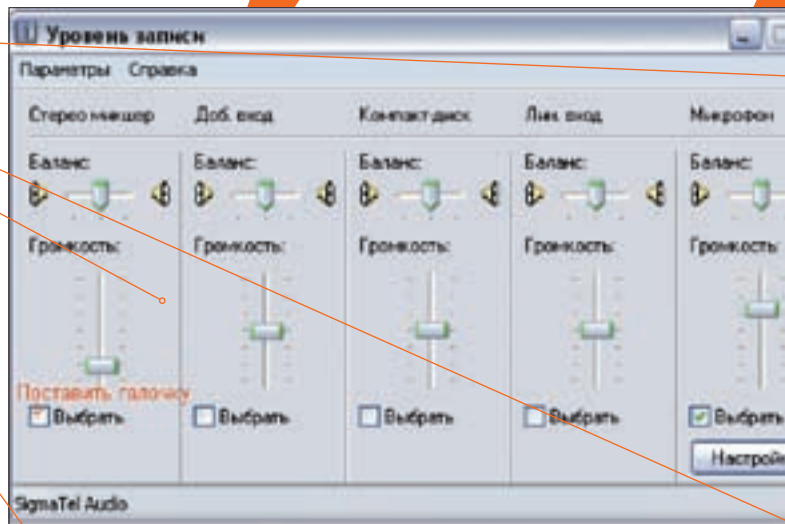 Уровень записи
Параметры Справка
Стерео микшер Доб. вход Компакт диск Лин. вход Микрофон
Баланс: Баланс: Баланс: Баланс: Баланс:
Громкость: Громкость: Громкость: Громкость: Громкость:
Поставить галочку
Выбрать Выбрать Выбрать Выбрать Выбрать
Настройк
SigmaTel Audio